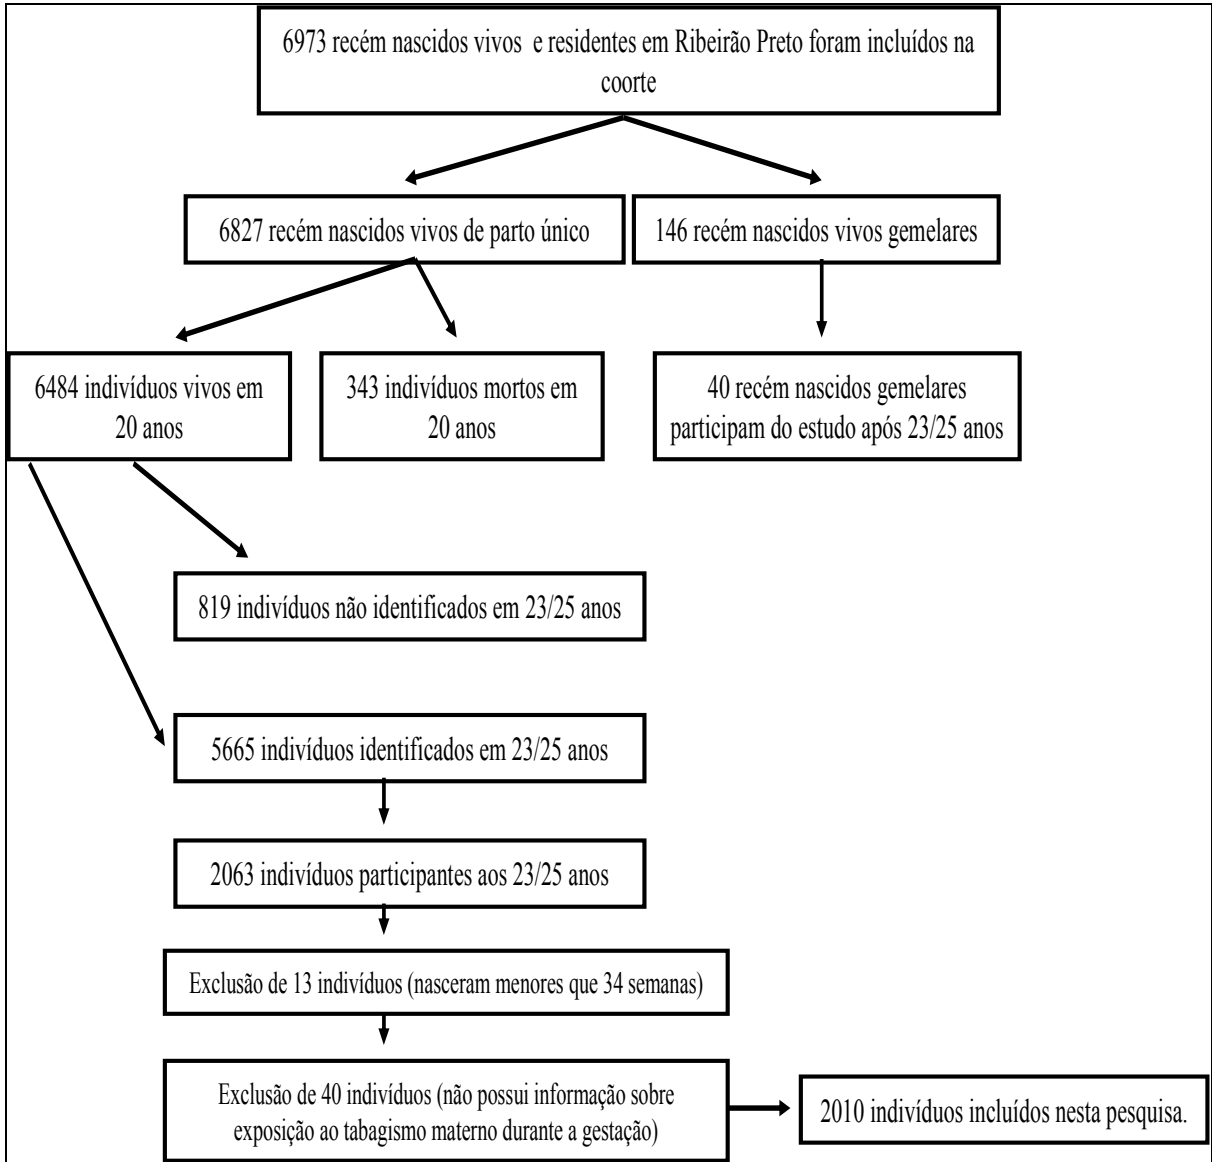 6973 recém nascidos vivos e residentes em Ribeirão Preto foram incluídos na
coorte
6827 recém nascidos vivos de parto único
146 recém nascidos vivos gemelares
6484 indivíduos vivos em
20 anos
343 indivíduos mortos em
20 anos
40 recém nascidos gemelares
participam do estudo após 23/25 anos
819 indivíduos não identificados em 23/25 anos
5665 indivíduos identificados em 23/25 anos
2063 indivíduos participantes aos 23/25 anos
Exclusão de 13 indivíduos (nasceram menores que 34 semanas)
Exclusão de 40 indivíduos (não possui informação sobre
exposição ao tabagismo materno durante a gestação)
2010 indivíduos incluídos nesta pesquisa.